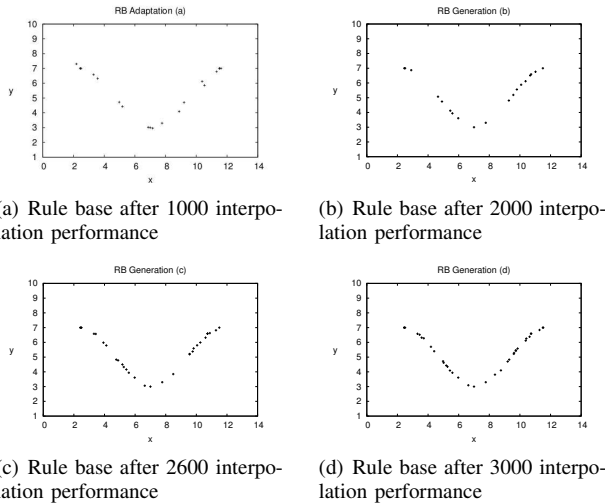 RB Adaptation (a)
10
9
8
7
6
5
4
3
2
1
y
0 2 4 6 8 10 12 14
x
(a) Rule base after 1000 interpo-
lation performance
RB Generation (b)
10
9
8
7
6
5
4
3
2
1
y
0 2 4 6 8 10 12 14
x
(b) Rule base after 2000 interpo-
lation performance
RB Generation (c)
10
9
8
7
6
5
4
3
2
1
y
0 2 4 6 8 10 12 14
x
(c) Rule base after 2600 interpo-
lation performance
RB Generation (d)
10
9
8
7
6
5
4
3
2
1
y
0 2 4 6 8 10 12 14
x
(d) Rule base after 3000 interpo-
lation performance